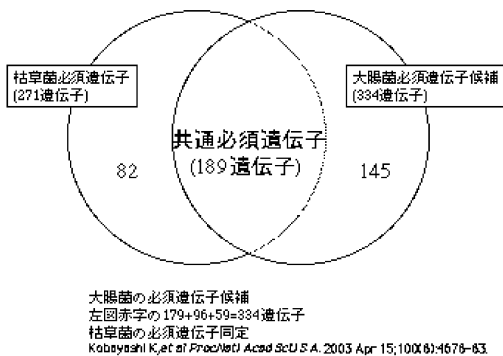 枯草菌必須遺伝子
(271遺伝子)
大腸菌必須遺伝子候補
(334遺伝子)
共通必須遺伝子
(189遺伝子)
82
145
大腸菌の必須遺伝子候補
左図赤字の179+96+59=334遺伝子
枯草菌の必須遺伝子同定
Kobayashi K,et al Proc Natl Acad Sci U S A. 2003 Apr 15;100(8):4678-83.